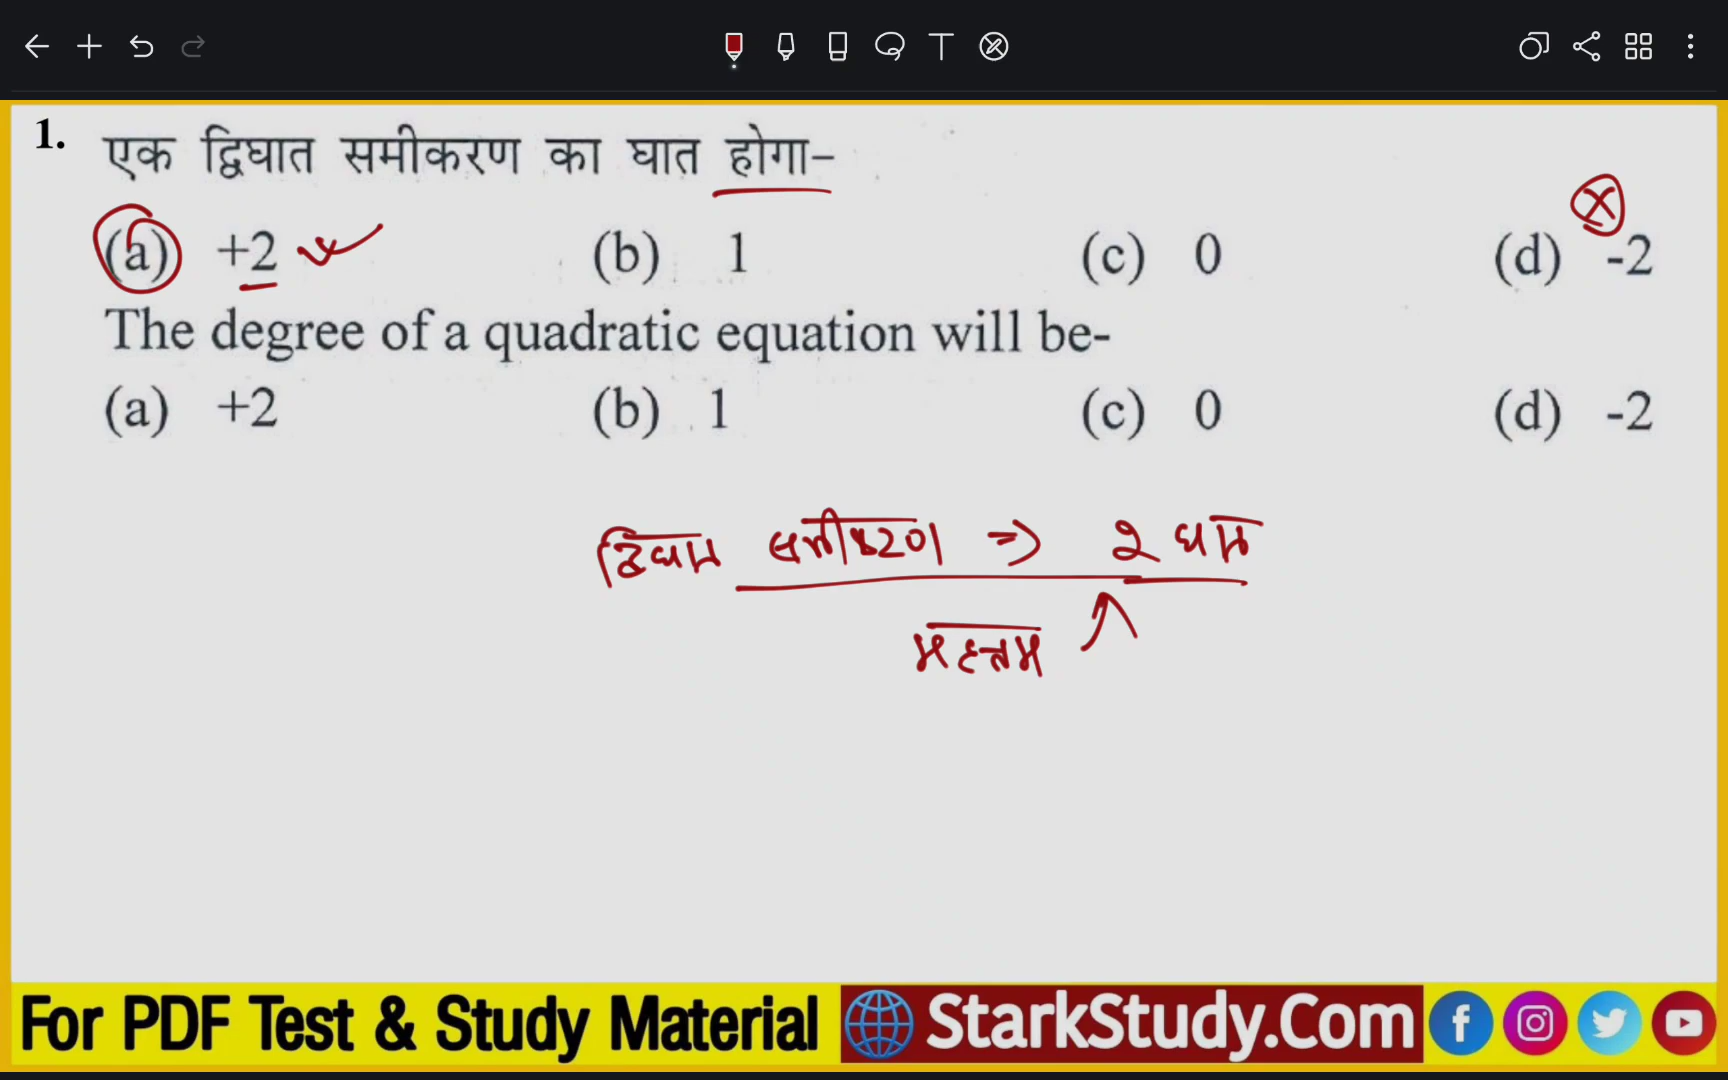 1. एक द्विघात समीकरण का घात होगा–
(a) +2 (b) 1 (c) 0 (d) -2
The degree of a quadratic equation will be-
(a) +2 (b) 1 (c) 0 (d) -2
द्विघात समीकरण ⇒ 2 घात
महत्तम
For PDF Test & Study Material StarkStudy.Com